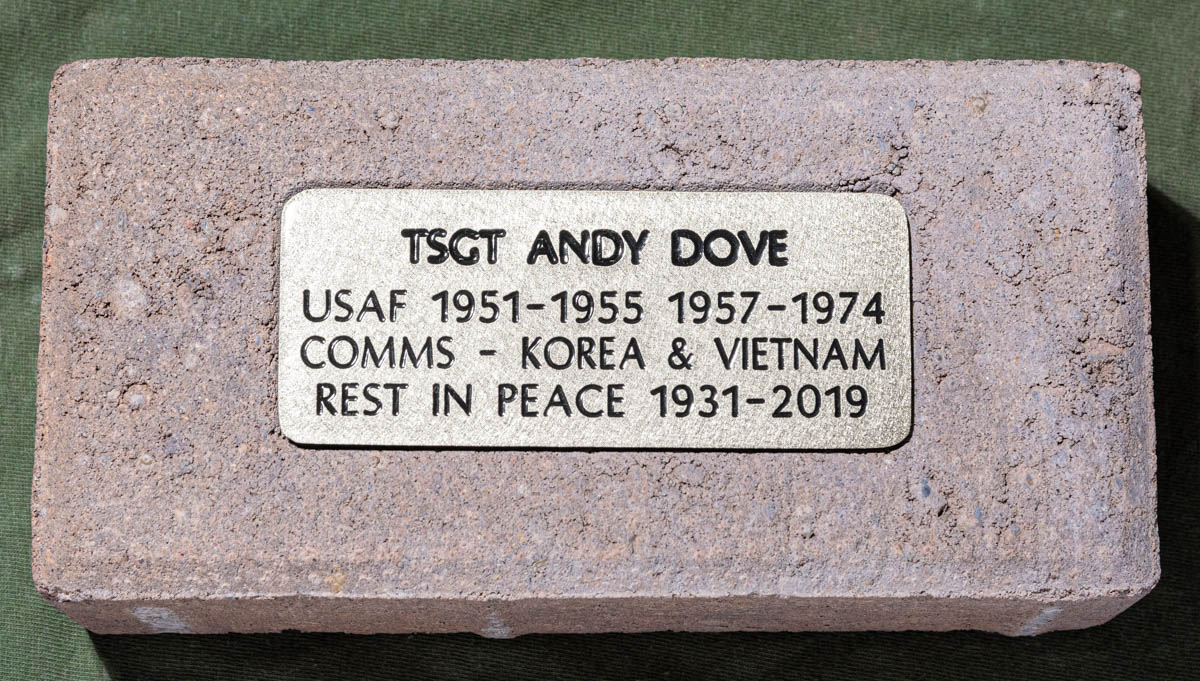 TSGT ANDY DOVE
USAF 1951-1955 1957-1974
COMMS - KOREA & VIETNAM
REST IN PEACE 1931-2019